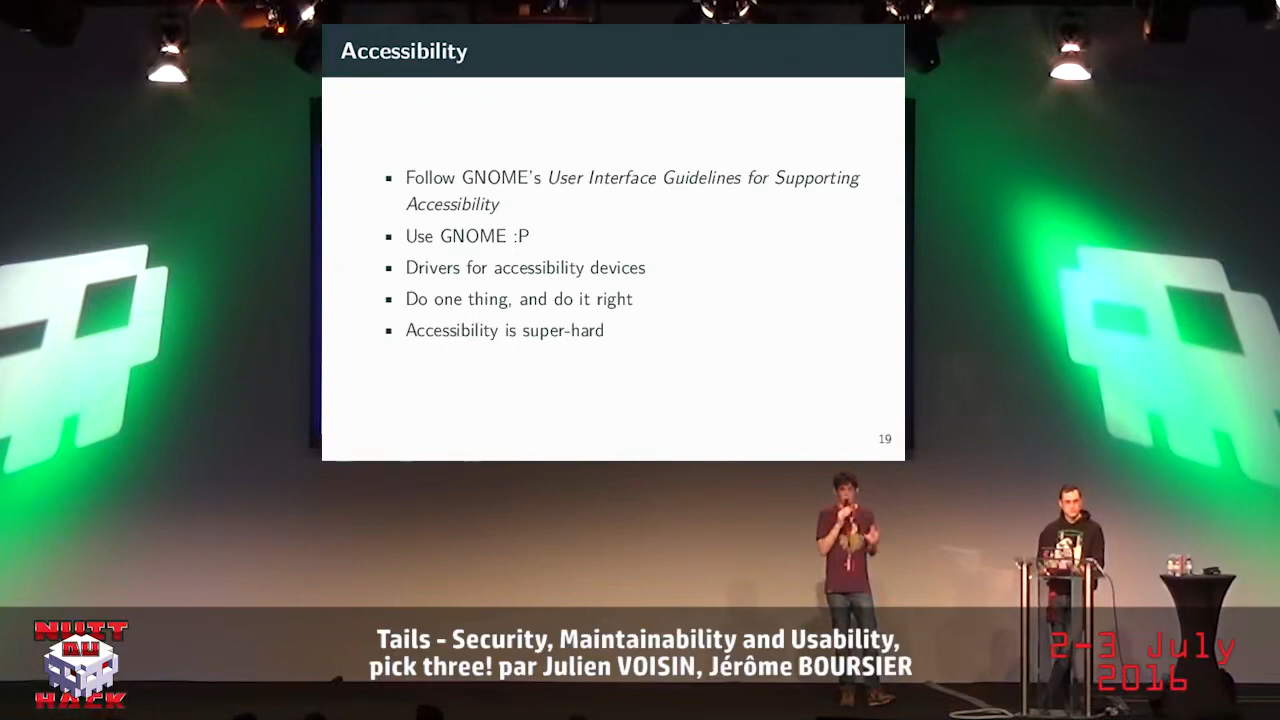 Accessibility
Follow GNOME's User Interface Guidelines for Supporting
Accessibility
Use GNOME :P
Drivers for accessibility devices
Do one thing, and do it right
Accessibility is super-hard
19
NUIT
DU
HACK
Tails - Security, Maintainability and Usability,
pick three! par Julien VOISIN, Jérôme BOURSIER
2-3 July
2016